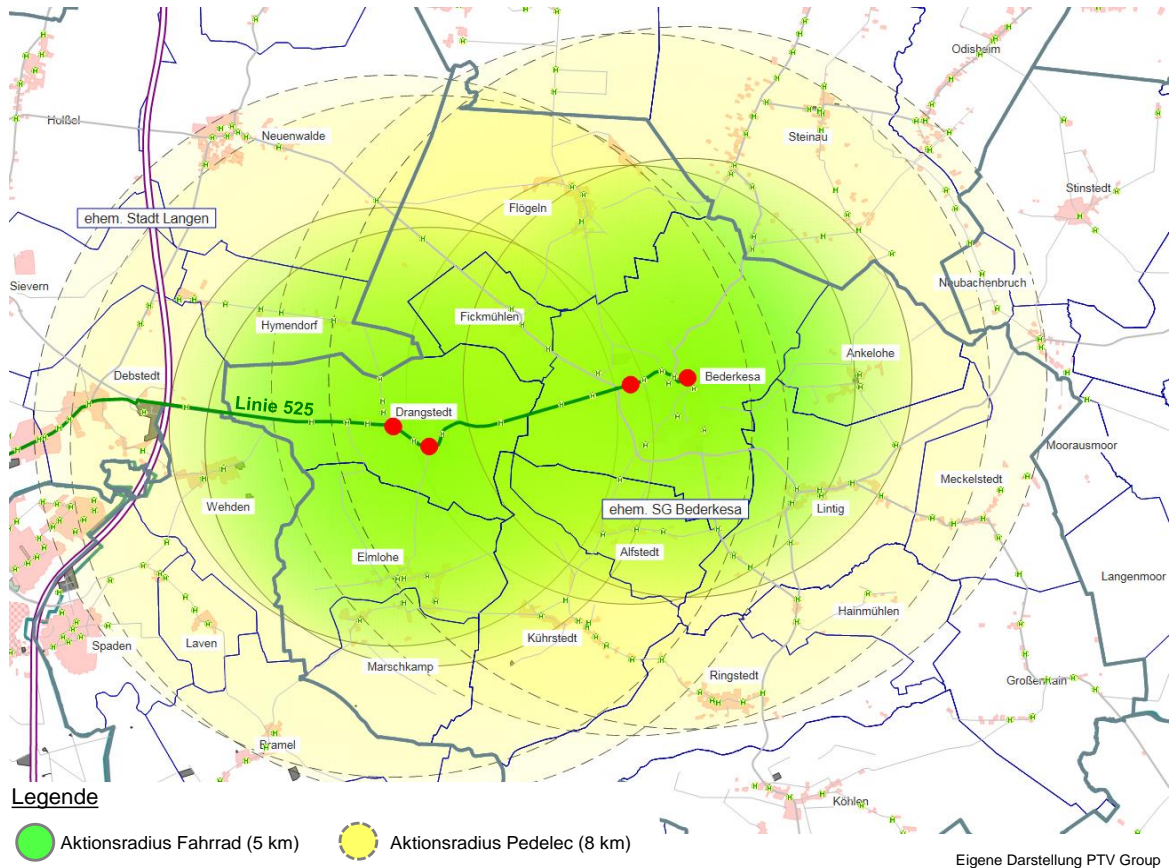 Odisheim
Holßel
Neuenwalde
Steinau
Stinstedt
Flögeln
ehem. Stadt Langen
Sievern
Neubachenbruch
Fickmühlen
Hymendorf
Ankelohe
Debstedt
Bederkesa
Linie 525
Drangstedt
Moorausmoor
Wehden
Meckelstedt
ehem. SG Bederkesa
Lintig
Elmlohe
Alfstedt
Langenmoor
Hainmühlen
Spaden
Laven
Kührstedt
Marschkamp
Ringstedt
Großenhain
Bramel
Köhlen
Legende
Aktionsradius Fahrrad (5 km)
Aktionsradius Pedelec (8 km)
Eigene Darstellung PTV Group